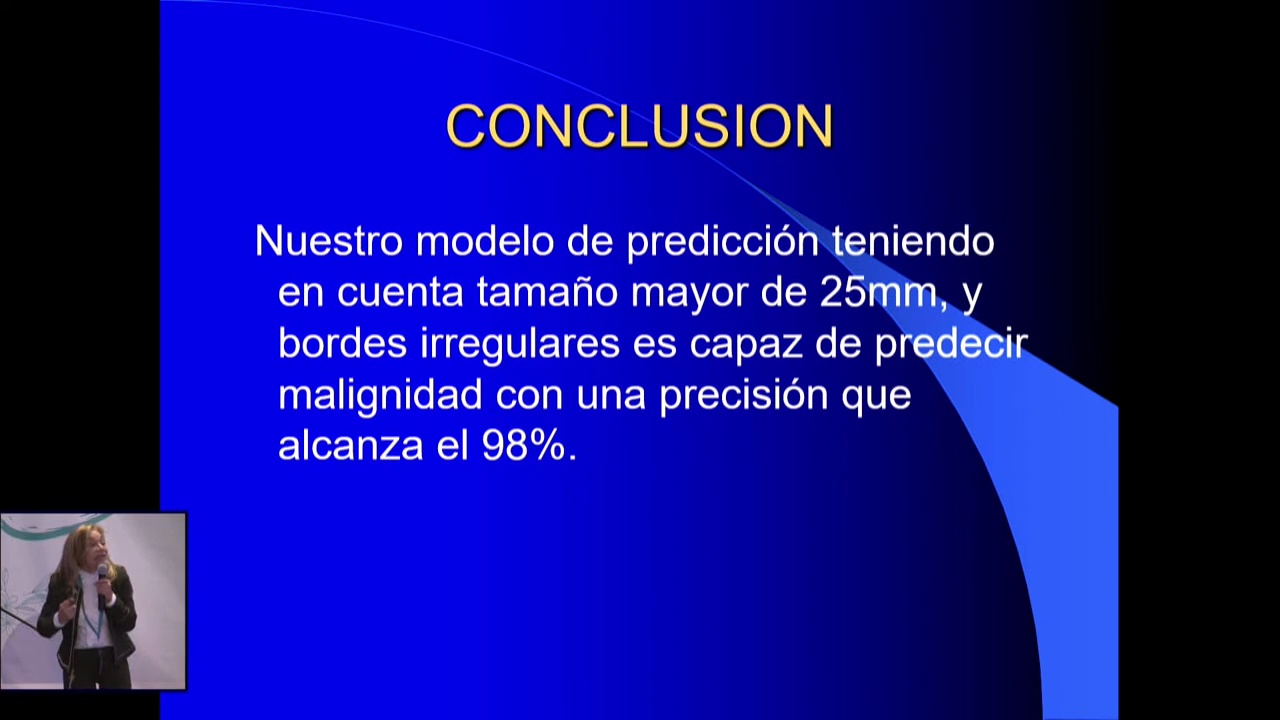 CONCLUSION
Nuestro modelo de predicción teniendo
en cuenta tamaño mayor de 25mm, y
bordes irregulares es capaz de predecir
malignidad con una precisión que
alcanza el 98%.